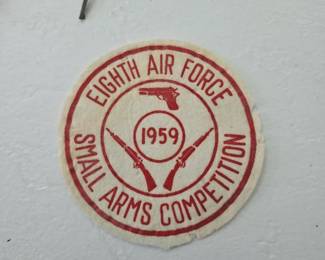 EIGHTH AIR FORCE
1959
SMALL ARMS COMPETITION